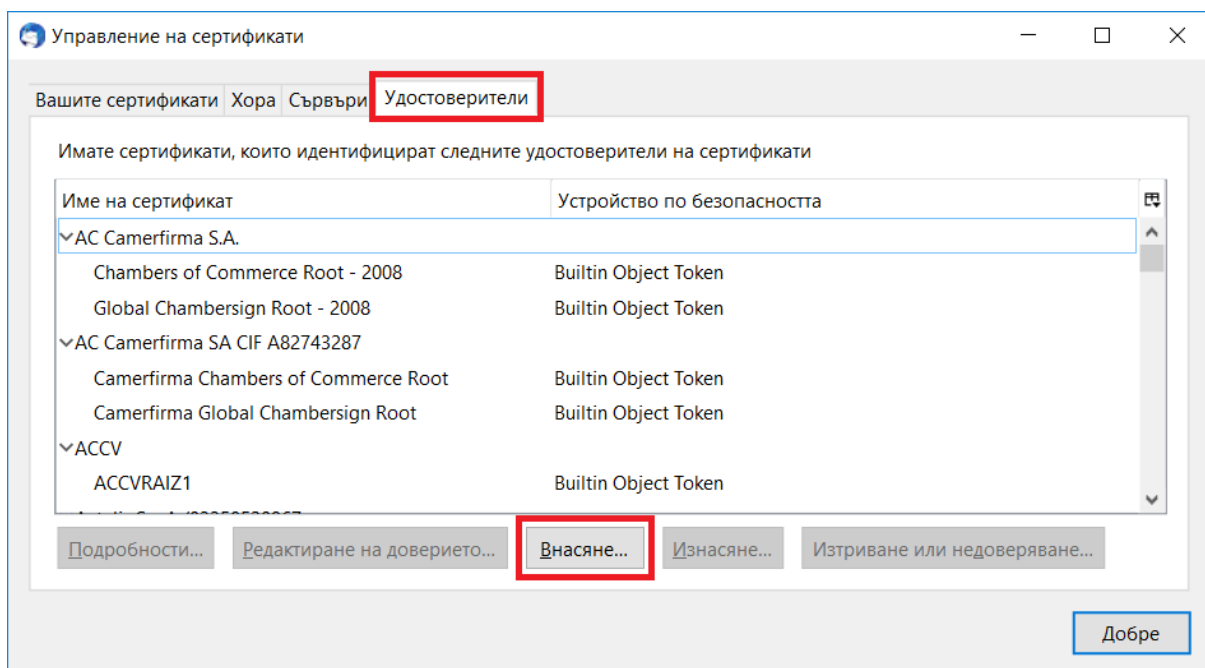 Управление на сертификати
Вашите сертификати Хора Сървъри Удостоверители
Имате сертификати, които идентифицират следните удостоверители на сертификати
Име на сертификат Устройство по безопасността
AC Camerfirma S.A.
Chambers of Commerce Root - 2008 Builtin Object Token
Global Chambersign Root - 2008 Builtin Object Token
AC Camerfirma SA CIF A82743287
Camerfirma Chambers of Commerce Root Builtin Object Token
Camerfirma Global Chambersign Root Builtin Object Token
ACCV
ACCVRAIZ1 Builtin Object Token
Подробности... Редактиране на доверието... Внасяне... Изнасяне... Изтриване или недоверяване...
Добре